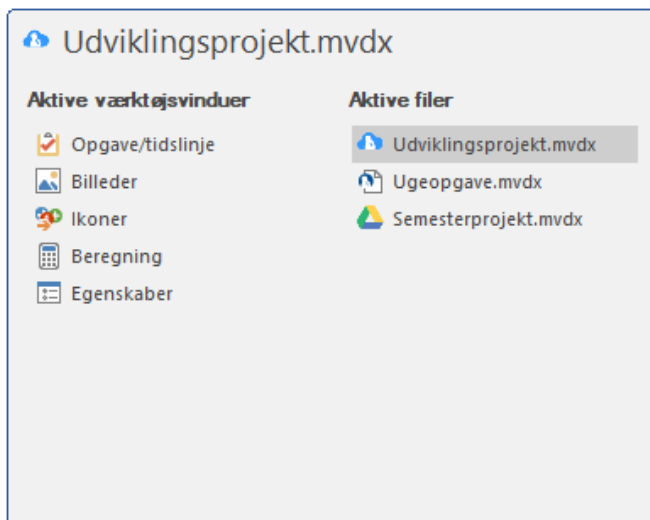 Udviklingsprojekt.mvdx
Aktive værktøjsvinduer
Opgave/tidslinje
Billeder
Ikoner
Beregning
Egenskaber
Aktive filer
Udviklingsprojekt.mvdx
Ugeopgave.mvdx
Semesterprojekt.mvdx